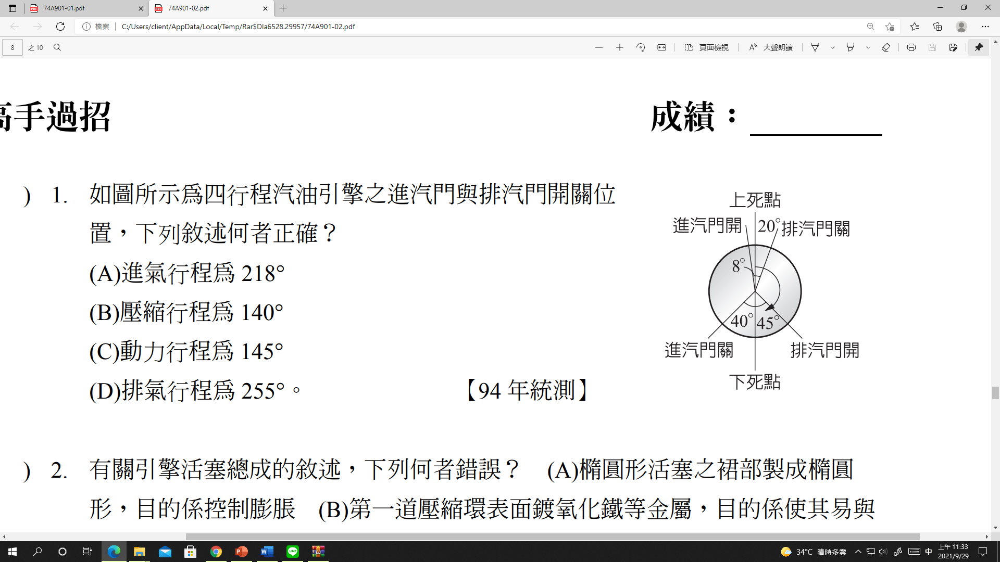 74A901-01.pdf
74A901-02.pdf
檔案
C:/Users/client/AppData/Local/Temp/Rar$DIa6528.29957/74A901-02.pdf
8 之 10
頁面檢視
大聲朗讀
高手過招
成績：
) 1. 如圖所示為四行程汽油引擎之進汽門與排汽門開關位
置，下列敘述何者正確？
(A)進氣行程為 218°
(B)壓縮行程為 140°
(C)動力行程為 145°
(D)排氣行程為 255°。 【94 年統測】
上死點
進汽門開 20° 排汽門關
8°
40° 45°
進汽門關 排汽門開
下死點
) 2. 有關引擎活塞總成的敘述，下列何者錯誤？ (A)橢圓形活塞之裙部製成橢圓
形，目的係控制膨脹 (B)第一道壓縮環表面鍍氧化鐵等金屬，目的係使其易與
34°C 晴時多雲
中
上午 11:33
2021/9/29